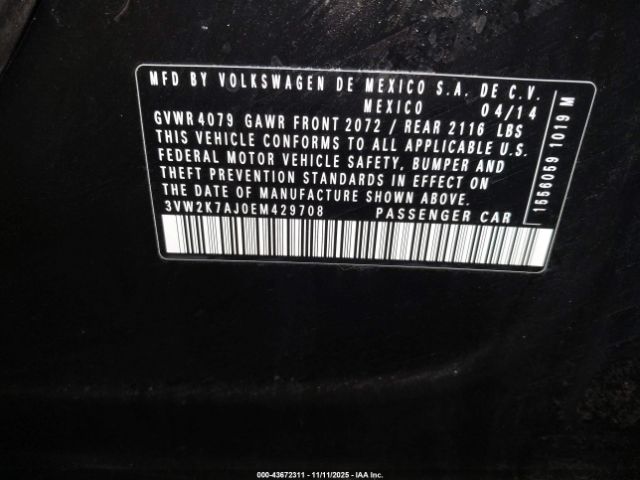 MFD BY VOLKSWAGEN DE MEXICO S.A. DE C.V.
MEXICO 04/14
GVWR 4079 GAWR FRONT 2072 / REAR 2116 LBS
THIS VEHICLE CONFORMS TO ALL APPLICABLE U.S.
FEDERAL MOTOR VEHICLE SAFETY, BUMPER AND
THEFT PREVENTION STANDARDS IN EFFECT ON
THE DATE OF MANUFACTURE SHOWN ABOVE.
3VW2K7AJ0EM429708 PASSENGER CAR
1656059 1019 M
000-43672311 - 11/11/2025 - IAA Inc.